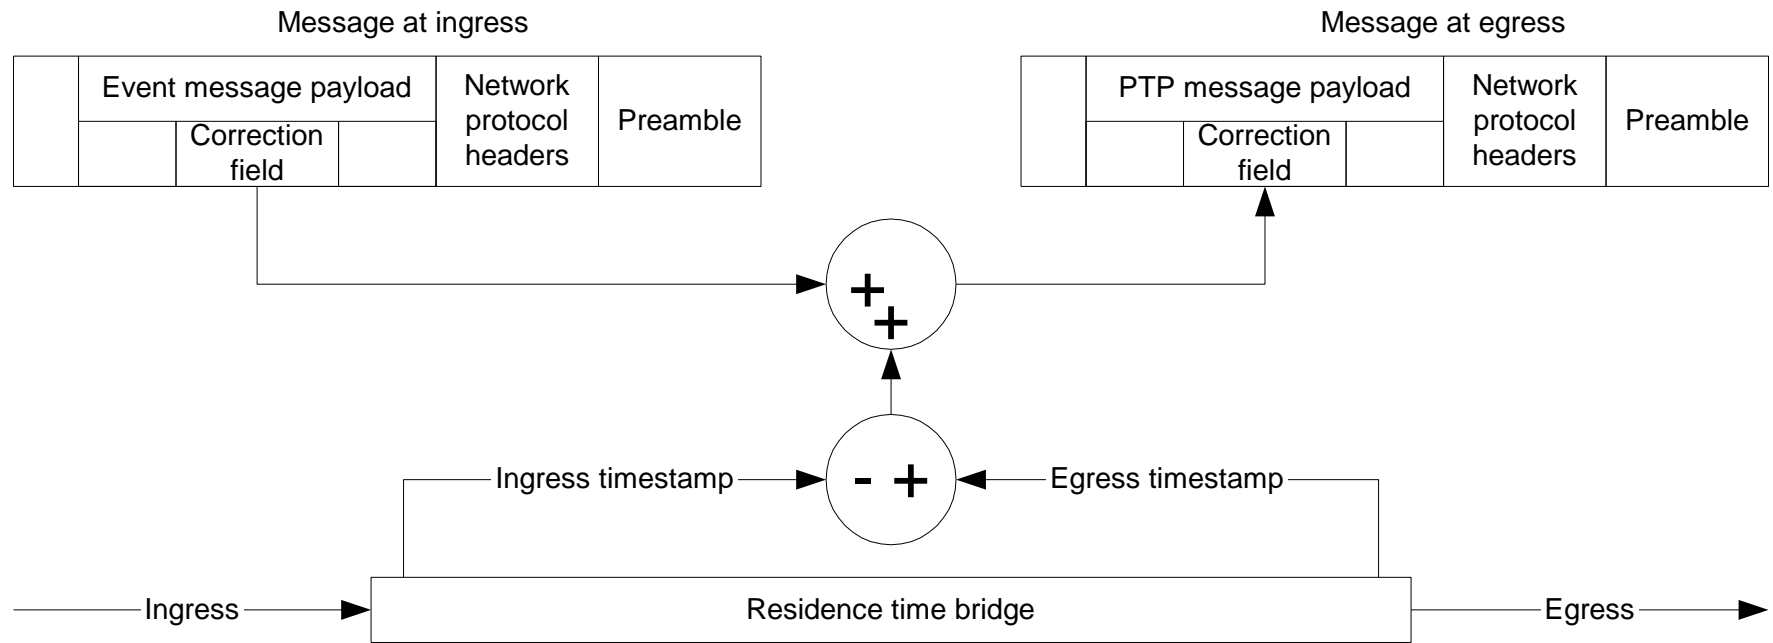 Message at ingress
Message at egress
Event message payload
Correction
field
Network
protocol
headers
Preamble
PTP message payload
Correction
field
Network
protocol
headers
Preamble
+
+
Ingress timestamp
- +
Egress timestamp
Ingress
Residence time bridge
Egress